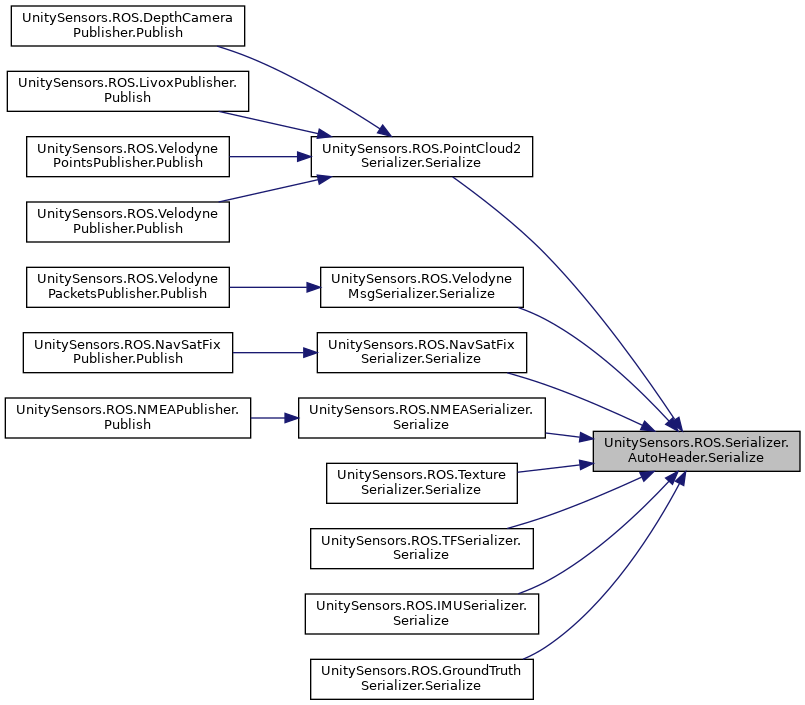 UnitySensors.ROS.DepthCamera
Publisher.Publish
UnitySensors.ROS.LivoxPublisher.
Publish
UnitySensors.ROS.Velodyne
PointsPublisher.Publish
UnitySensors.ROS.Velodyne
Publisher.Publish
UnitySensors.ROS.PointCloud2
Serializer.Serialize
UnitySensors.ROS.Velodyne
PacketsPublisher.Publish
UnitySensors.ROS.Velodyne
MsgSerializer.Serialize
UnitySensors.ROS.NavSatFix
Publisher.Publish
UnitySensors.ROS.NavSatFix
Serializer.Serialize
UnitySensors.ROS.NMEAPublisher.
Publish
UnitySensors.ROS.NMEASerializer.
Serialize
UnitySensors.ROS.Serializer.
AutoHeader.Serialize
UnitySensors.ROS.Texture
Serializer.Serialize
UnitySensors.ROS.TFSerializer.
Serialize
UnitySensors.ROS.IMUSerializer.
Serialize
UnitySensors.ROS.GroundTruth
Serializer.Serialize